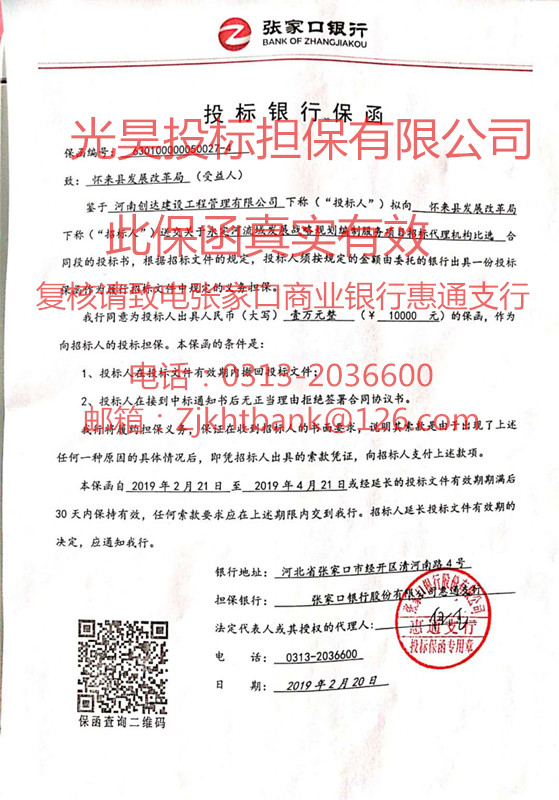 张家口银行
BANK OF ZHANGJIAKOU
投标银行保函
光昊投标担保有限公司
保函编号：630100000050027-4
致：怀来县发展改革局（受益人）
鉴于 河南创达建设工程管理有限公司 下称（“投标人”）拟向 怀来县发展改革局
下称（“招标人”）送交关于永定河流域发展战略规划编制服务项目招标代理机构比选 合
此保函真实有效
同段的投标书，根据招标文件的规定，投标人须按规定的金额由委托的银行出具一份投标
保函作为履行招标文件中规定的义务担保。
复核请致电张家口商业银行惠通支行
我行同意为投标人出具人民币（大写）壹万元整（￥ 10000 元）的保函，作为
向招标人的投标担保。本保函的条件是：
1、投标人在投标文件有效期内撤回投标文件；
电话：0313-2036600
2、投标人在接到中标通知书后无正当理由拒绝签署合同协议书。
邮箱：Zjkhtbank@126.com
我行将履约担保义务，保证在收到招标人的书面要求，说明其索款是由于出现了上述
任何一种原因的具体情况后，即凭招标人出具的索款凭证，向招标人支付上述款项。
本保函自 2019年2月21日 至 2019年4月21日或经延长的投标文件有效期期满后
30天内保持有效，任何索款要求应在上述期限内交到我行。招标人延长投标文件有效期的
决定，应通知我行。
银行地址：河北省张家口市经开区清河南路4号
担保银行：张家口银行股份有限公司惠通支行
法定代表人或其授权的代理人：
电 话：0313-2036600
日 期：2019年2月20日
张家口银行股份有限公司
惠通支行
投标保函专用章
保函查询二维码